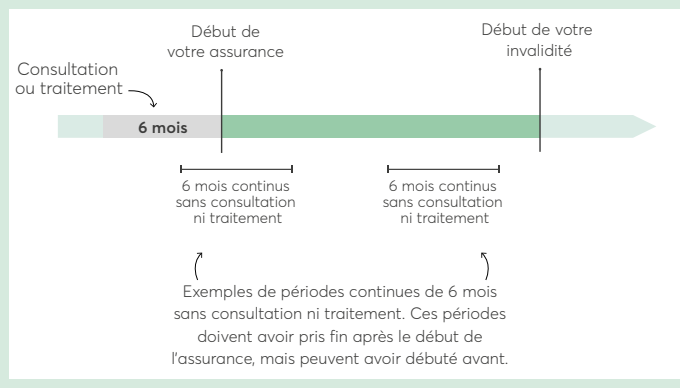 Début de
votre assurance
Début de votre
invalidité
Consultation
ou traitement
6 mois
6 mois continus
sans consultation
ni traitement
6 mois continus
sans consultation
ni traitement
Exemples de périodes continues de 6 mois
sans consultation ni traitement. Ces périodes
doivent avoir pris fin après le début de
l'assurance, mais peuvent avoir débuté avant.